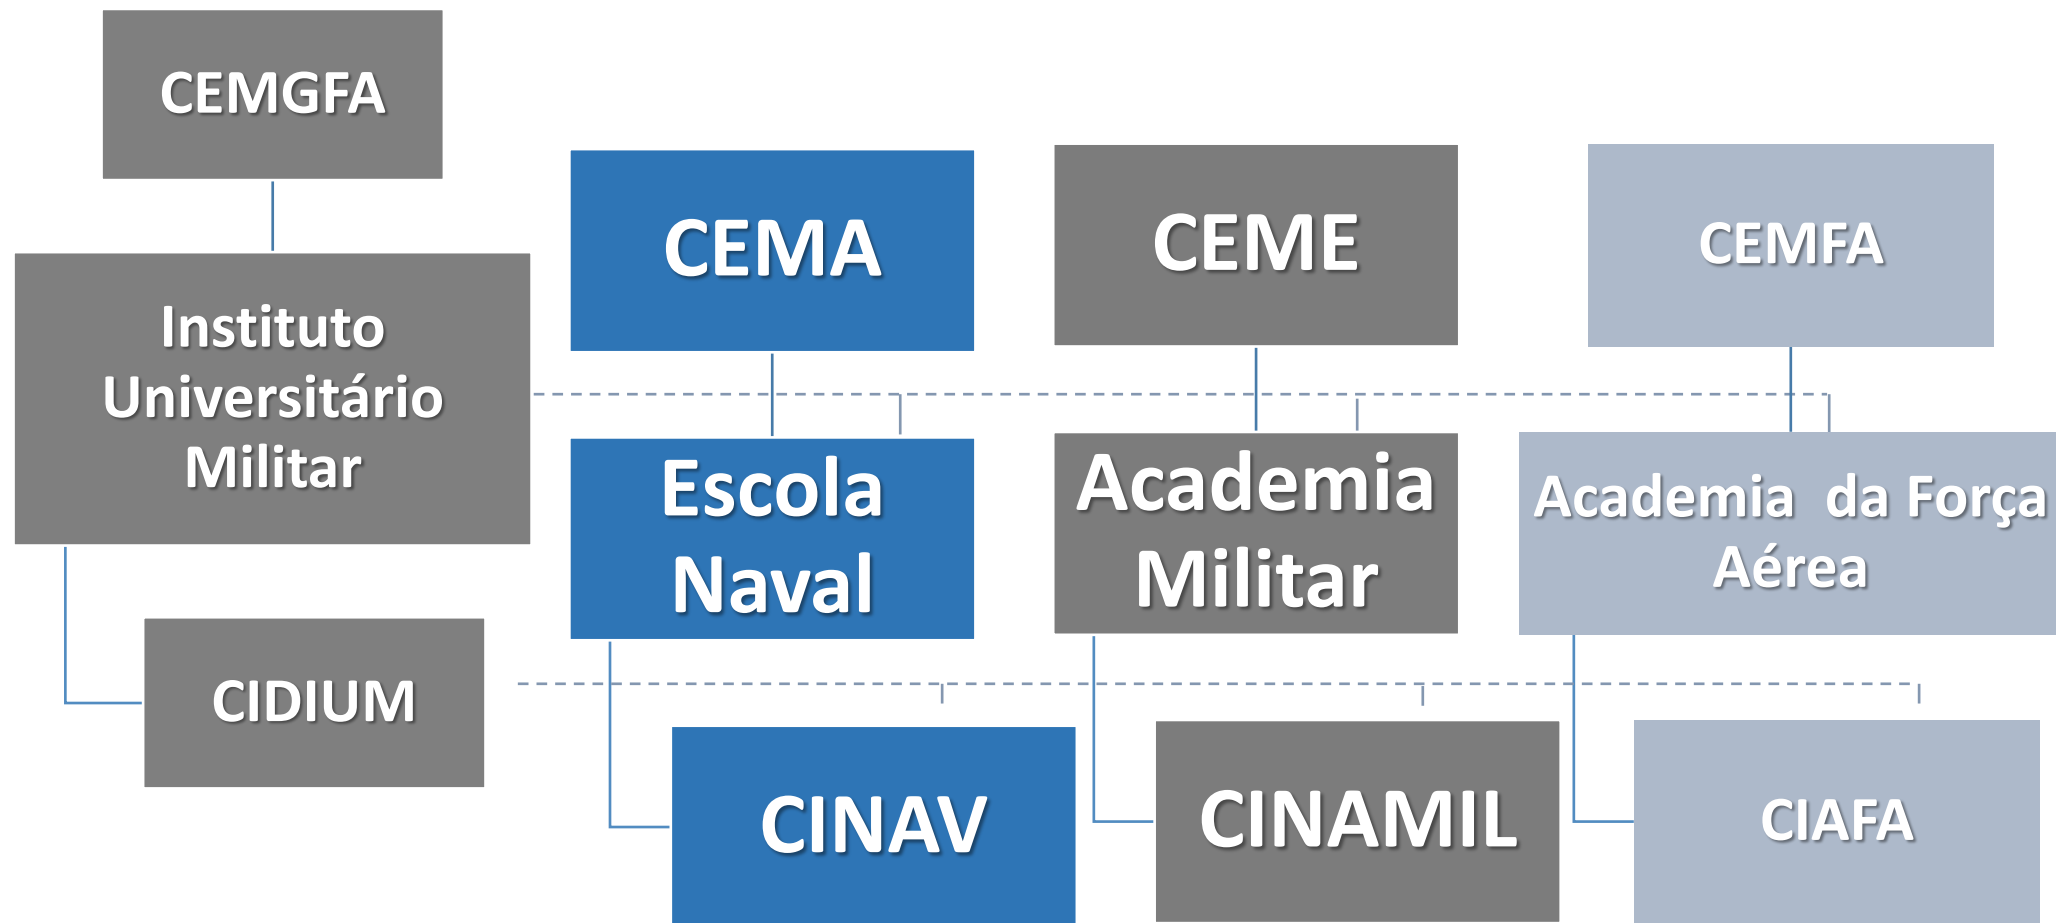 CEMGFA
Instituto
Universitário
Militar
CIDIUM
CEMA
Escola
Naval
CINAV
CEME
Academia
Militar
CINAMIL
CEMFA
Academia  da Força
Aérea
CIAFA